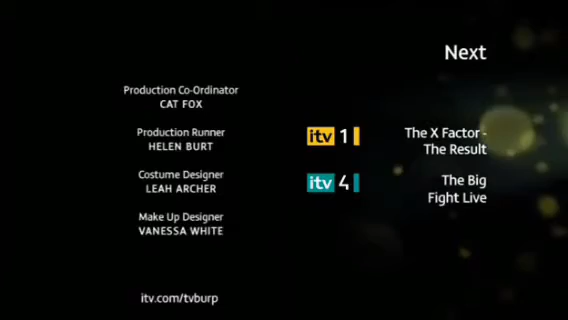 Next
Production Co-Ordinator
CAT FOX
Production Runner
HELEN BURT
Costume Designer
LEAH ARCHER
Make Up Designer
VANESSA WHITE
itv.com/tvburp
itv 1
The X Factor -
The Result
itv 4
The Big
Fight Live